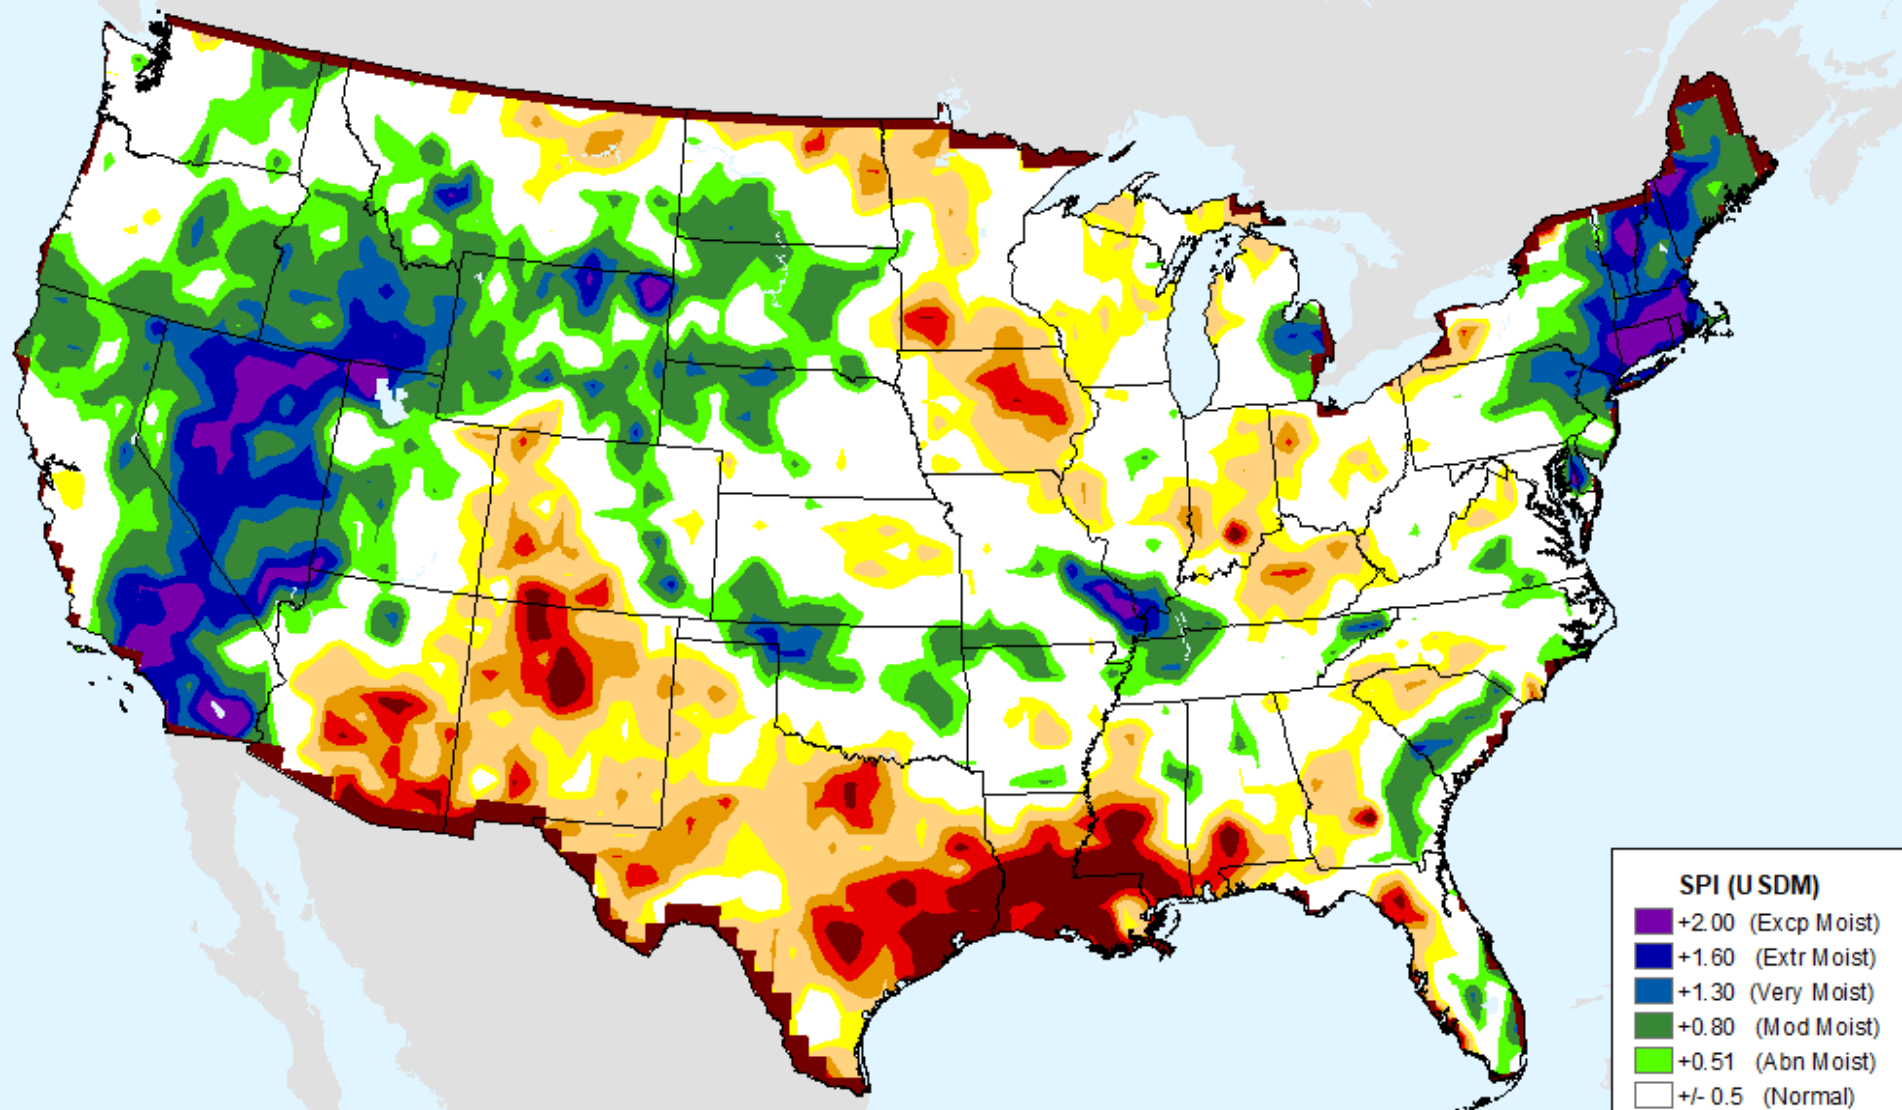 SPI (USDM)
+2.00 (Excp Moist)
+1.60 (Extr Moist)
+1.30 (Very Moist)
+0.80 (Mod Moist)
+0.51 (Abn Moist)
+/- 0.5 (Normal)